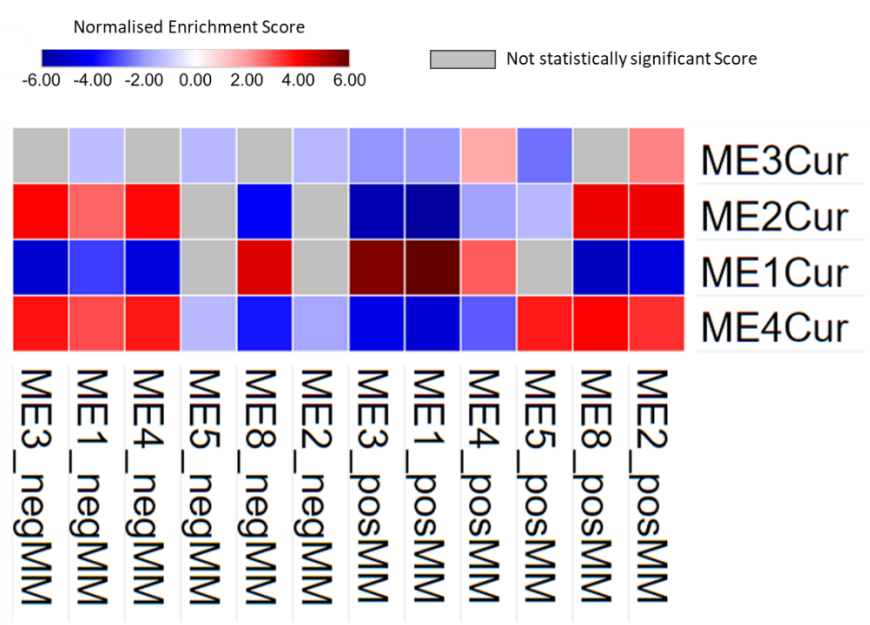 Normalised Enrichment Score
-6.00 -4.00 -2.00 0.00 2.00 4.00 6.00
Not statistically significant Score
ME3Cur
ME2Cur
ME1Cur
ME4Cur
ME3_negMM
ME1_negMM
ME4_negMM
ME5_negMM
ME8_negMM
ME2_negMM
ME3_posMM
ME1_posMM
ME4_posMM
ME5_posMM
ME8_posMM
ME2_posMM